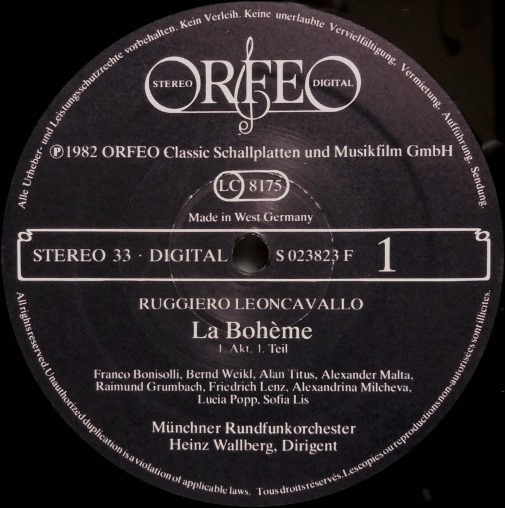 Alle Urheber- und Leistungsschutzrechte vorbehalten. Kein Verleih. Keine unerlaubte Vervielfältigung, Vermietung, Aufführung, Sendung.
STEREO ORFEO DIGITAL
Ⓟ1982 ORFEO Classic Schallplatten und Musikfilm GmbH
LC 8175
Made in West Germany
STEREO 33 · DIGITAL S 023823 F 1
RUGGIERO LEONCAVALLO
La Bohème
1. Akt, 1. Teil
Franco Bonisolli, Bernd Weikl, Alan Titus, Alexander Malta,
Raimund Grumbach, Friedrich Lenz, Alexandrina Milcheva,
Lucia Popp, Sofia Lis
Münchner Rundfunkorchester
Heinz Wallberg, Dirigent
All rights reserved. Unauthorized duplication is a violation of applicable laws. Tous droits réservés. Les copies ou reproductions non-autorisées sont illicites.